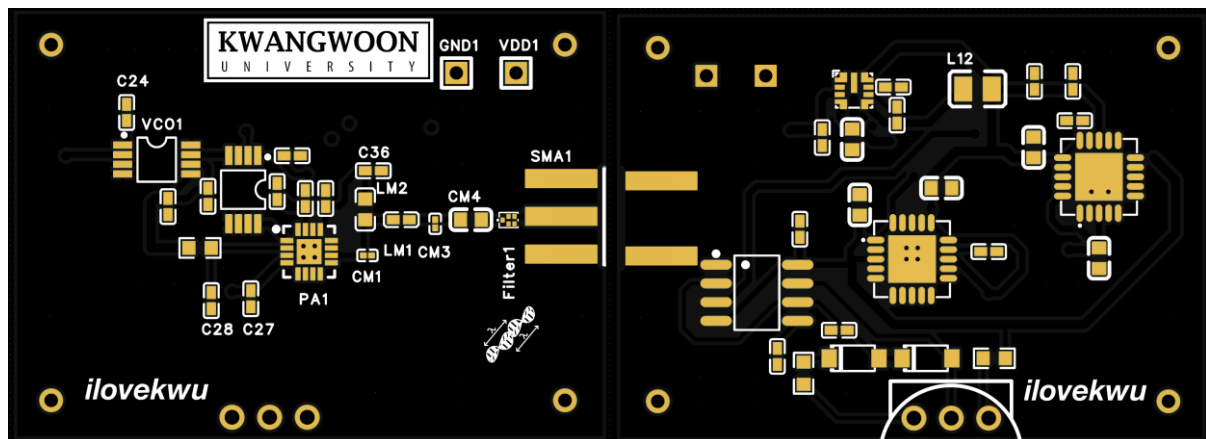 KWANGWOON
UNIVERSITY
GND1
VDD1
C24
VCO1
C36
LM2
CM4
SMA1
LM1
CM3
CM1
Filter1
PA1
C28
C27
λ
λ
ilovekwu
L12
ilovekwu